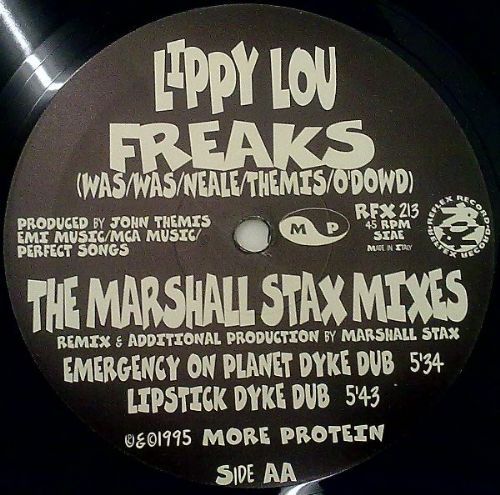 LIPPY LOU
FREAKS
(WAS/WAS/NEALE/THEMIS/O'DOWD)
PRODUCED BY JOHN THEMIS
EMI MUSIC/MCA MUSIC/
PERFECT SONGS
M P
RFX 213
45 RPM
SIAE
MADE IN ITALY
REFLEX RECORDS
REFLEX RECORDS
THE MARSHALL STAX MIXES
REMIX & ADDITIONAL PRODUCTION BY MARSHALL STAX
EMERGENCY ON PLANET DYKE DUB 5'34
LIPSTICK DYKE DUB 5'43
©&℗1995 MORE PROTEIN
SIDE AA